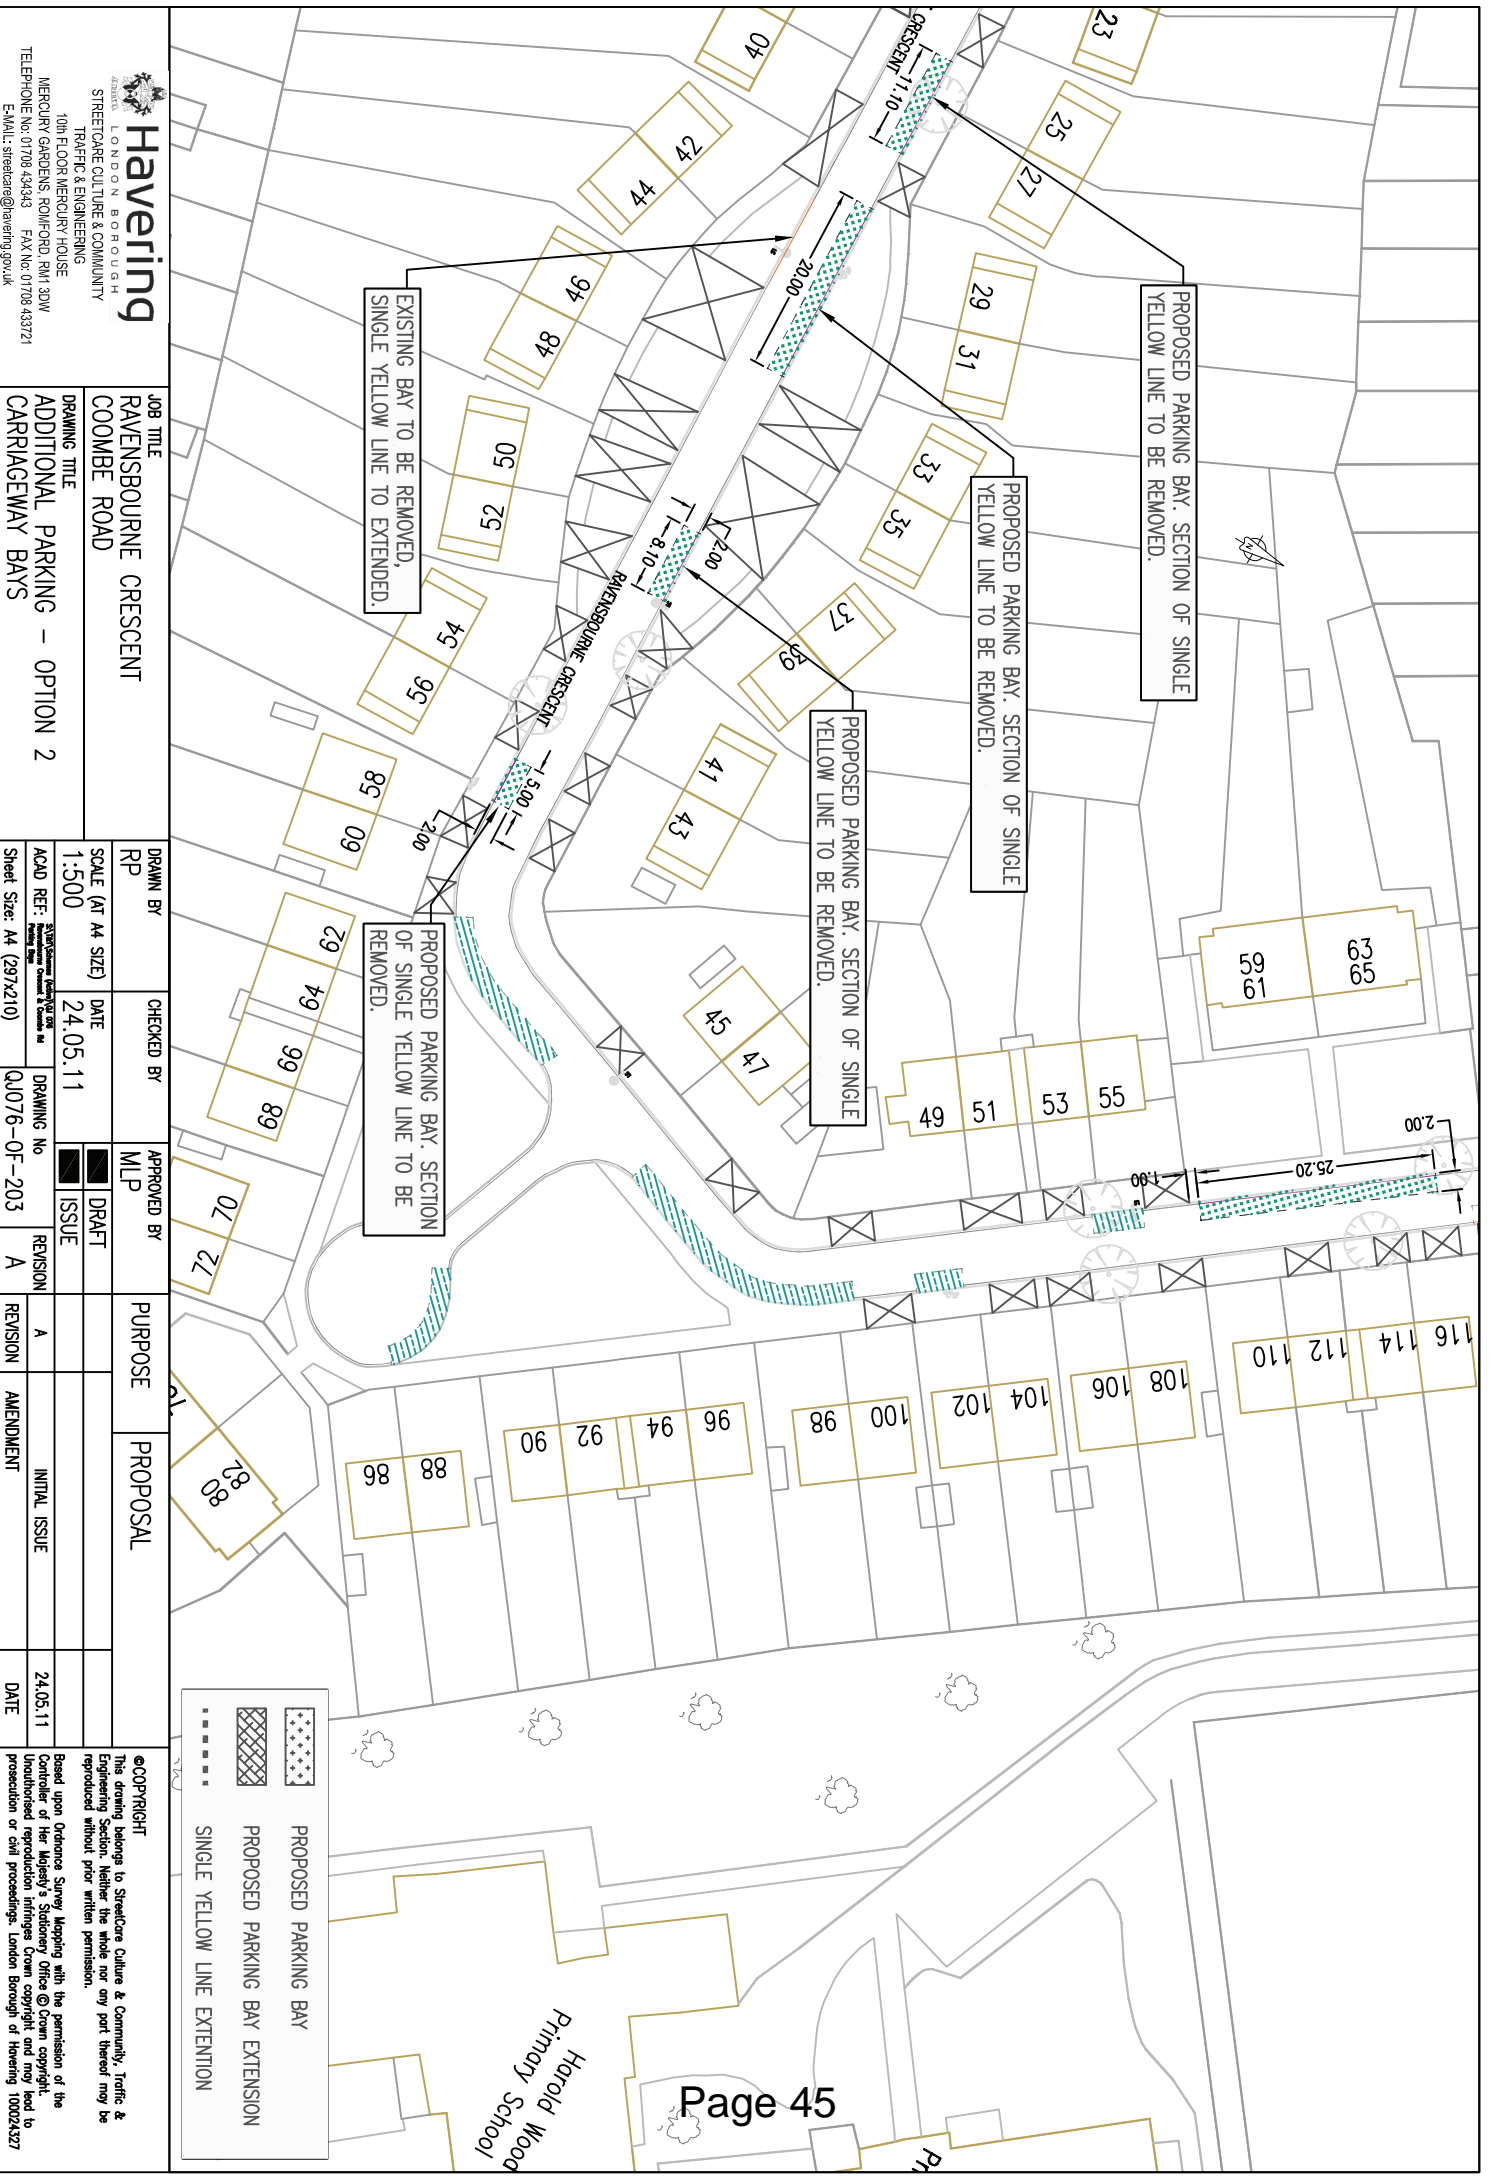 CRESCENT
11.10
20.00
8.10
2.00
RAVENSBOURNE CRESCENT
5.00
2.00
1.00
25.20
2.00
23
25
27
29
31
33
35
37
39
41
43
45
47
49
51
53
55
59
61
63
65
40
42
44
46
48
50
52
54
56
58
60
62
64
66
68
70
72
80
82
86
88
90
92
94
96
98
100
102
104
106
108
110
112
114
116
PROPOSED PARKING BAY. SECTION OF SINGLE
YELLOW LINE TO BE REMOVED.
PROPOSED PARKING BAY. SECTION OF SINGLE
YELLOW LINE TO BE REMOVED.
PROPOSED PARKING BAY. SECTION OF SINGLE
YELLOW LINE TO BE REMOVED.
EXISTING BAY TO BE REMOVED,
SINGLE YELLOW LINE TO EXTENDED.
PROPOSED PARKING BAY. SECTION
OF SINGLE YELLOW LINE TO BE
REMOVED.
Harold Wood
Primary School
Page 45
PROPOSED PARKING BAY
PROPOSED PARKING BAY EXTENSION
SINGLE YELLOW LINE EXTENTION
Havering
LONDON BOROUGH
STREETCARE CULTURE & COMMUNITY
TRAFFIC & ENGINEERING
10th FLOOR MERCURY HOUSE
MERCURY GARDENS, ROMFORD, RM1 3DW
TELEPHONE No: 01708 434343 FAX No: 01708 433721
E-MAIL: streetcare@havering.gov.uk
JOB TITLE
RAVENSBOURNE CRESCENT
COOMBE ROAD
DRAWING TITLE
ADDITIONAL PARKING - OPTION 2
CARRIAGEWAY BAYS
DRAWN BY
RP
CHECKED BY
APPROVED BY
MLP
SCALE (AT A4 SIZE)
1:500
DATE
24.05.11
DRAFT
ISSUE
ACAD REF:
Sheet Size: A4 (297x210)
DRAWING No
QJ076-OF-203
REVISION
A
PURPOSE
PROPOSAL
A INITIAL ISSUE 24.05.11
REVISION AMENDMENT DATE
©COPYRIGHT
This drawing belongs to StreetCare Culture & Community, Traffic &
Engineering Section. Neither the whole nor any part thereof may be
reproduced without prior written permission.
Based upon Ordnance Survey Mapping with the permission of the
Controller of Her Majesty's Stationery Office © Crown copyright.
Unauthorised reproduction infringes Crown copyright and may lead to
prosecution or civil proceedings. London Borough of Havering 100024327